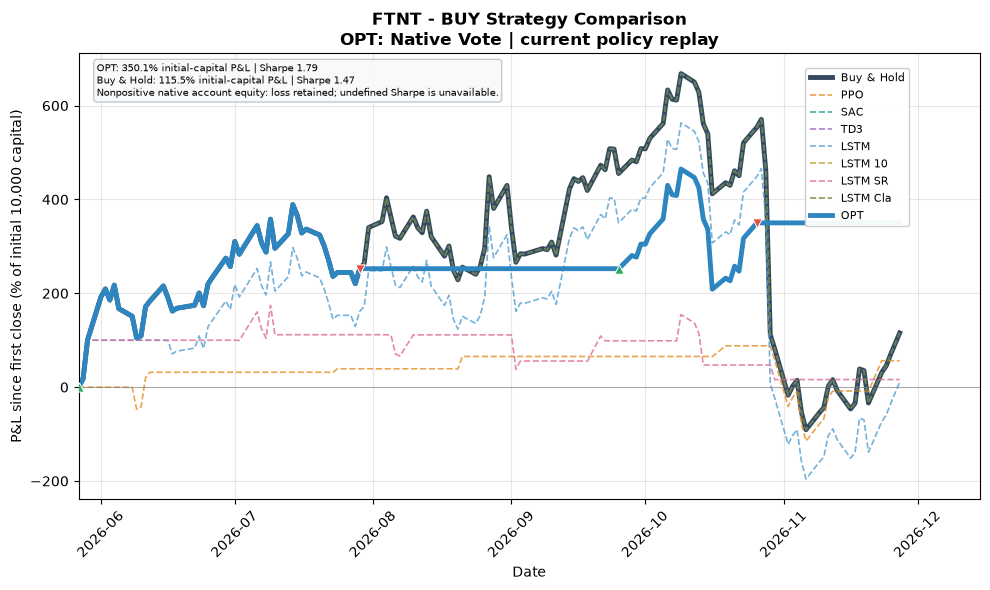 FTNT - BUY Strategy Comparison
OPT: Native Vote | current policy replay
OPT: 350.1% initial-capital P&L | Sharpe 1.79
Buy & Hold: 115.5% initial-capital P&L | Sharpe 1.47
Nonpositive native account equity: loss retained; undefined Sharpe is unavailable.
Buy & Hold
PPO
SAC
TD3
LSTM
LSTM 10
LSTM SR
LSTM Cla
OPT
P&L since first close (% of initial 10,000 capital)
600
400
200
0
−200
2026-06
2026-07
2026-08
2026-09
2026-10
2026-11
2026-12
Date